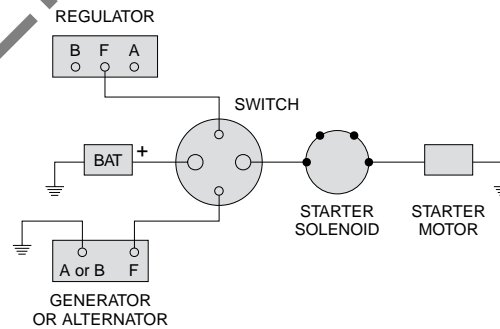 REGULATOR
B F A
SWITCH
BAT +
STARTER
SOLENOID
STARTER
MOTOR
A or B F
GENERATOR
OR ALTERNATOR